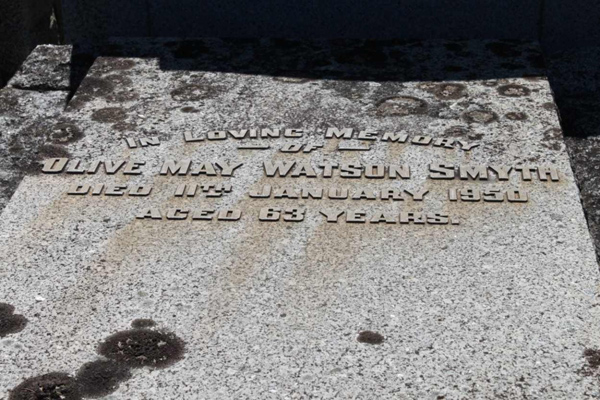 In Loving Memory
of
Olive May Watson Smyth
Died 11th January 1950
Aged 63 Years.